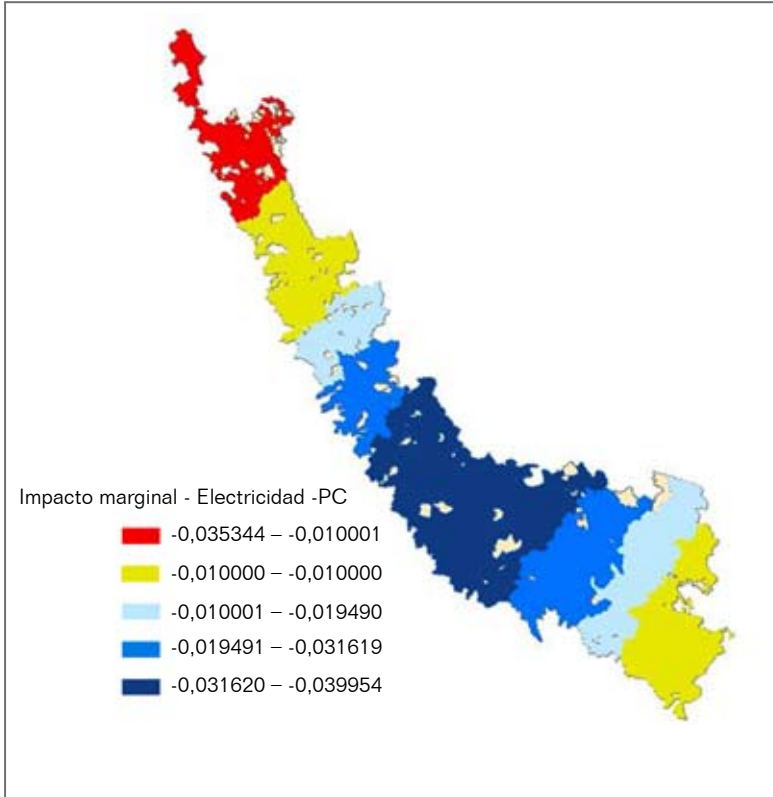 Impacto marginal - Electricidad -PC
-0,035344 – -0,010001
-0,010000 – -0,010000
-0,010001 – -0,019490
-0,019491 – -0,031619
-0,031620 – -0,039954